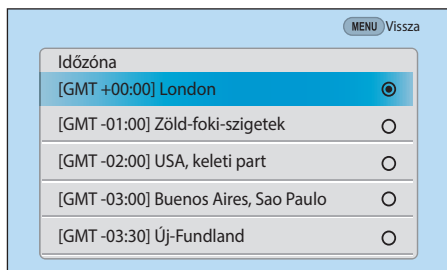 MENU Vissza
Időzóna
[GMT +00:00] London
[GMT -01:00] Zöld-foki-szigetek
[GMT -02:00] USA, keleti part
[GMT -03:00] Buenos Aires, Sao Paulo
[GMT -03:30] Új-Fundland